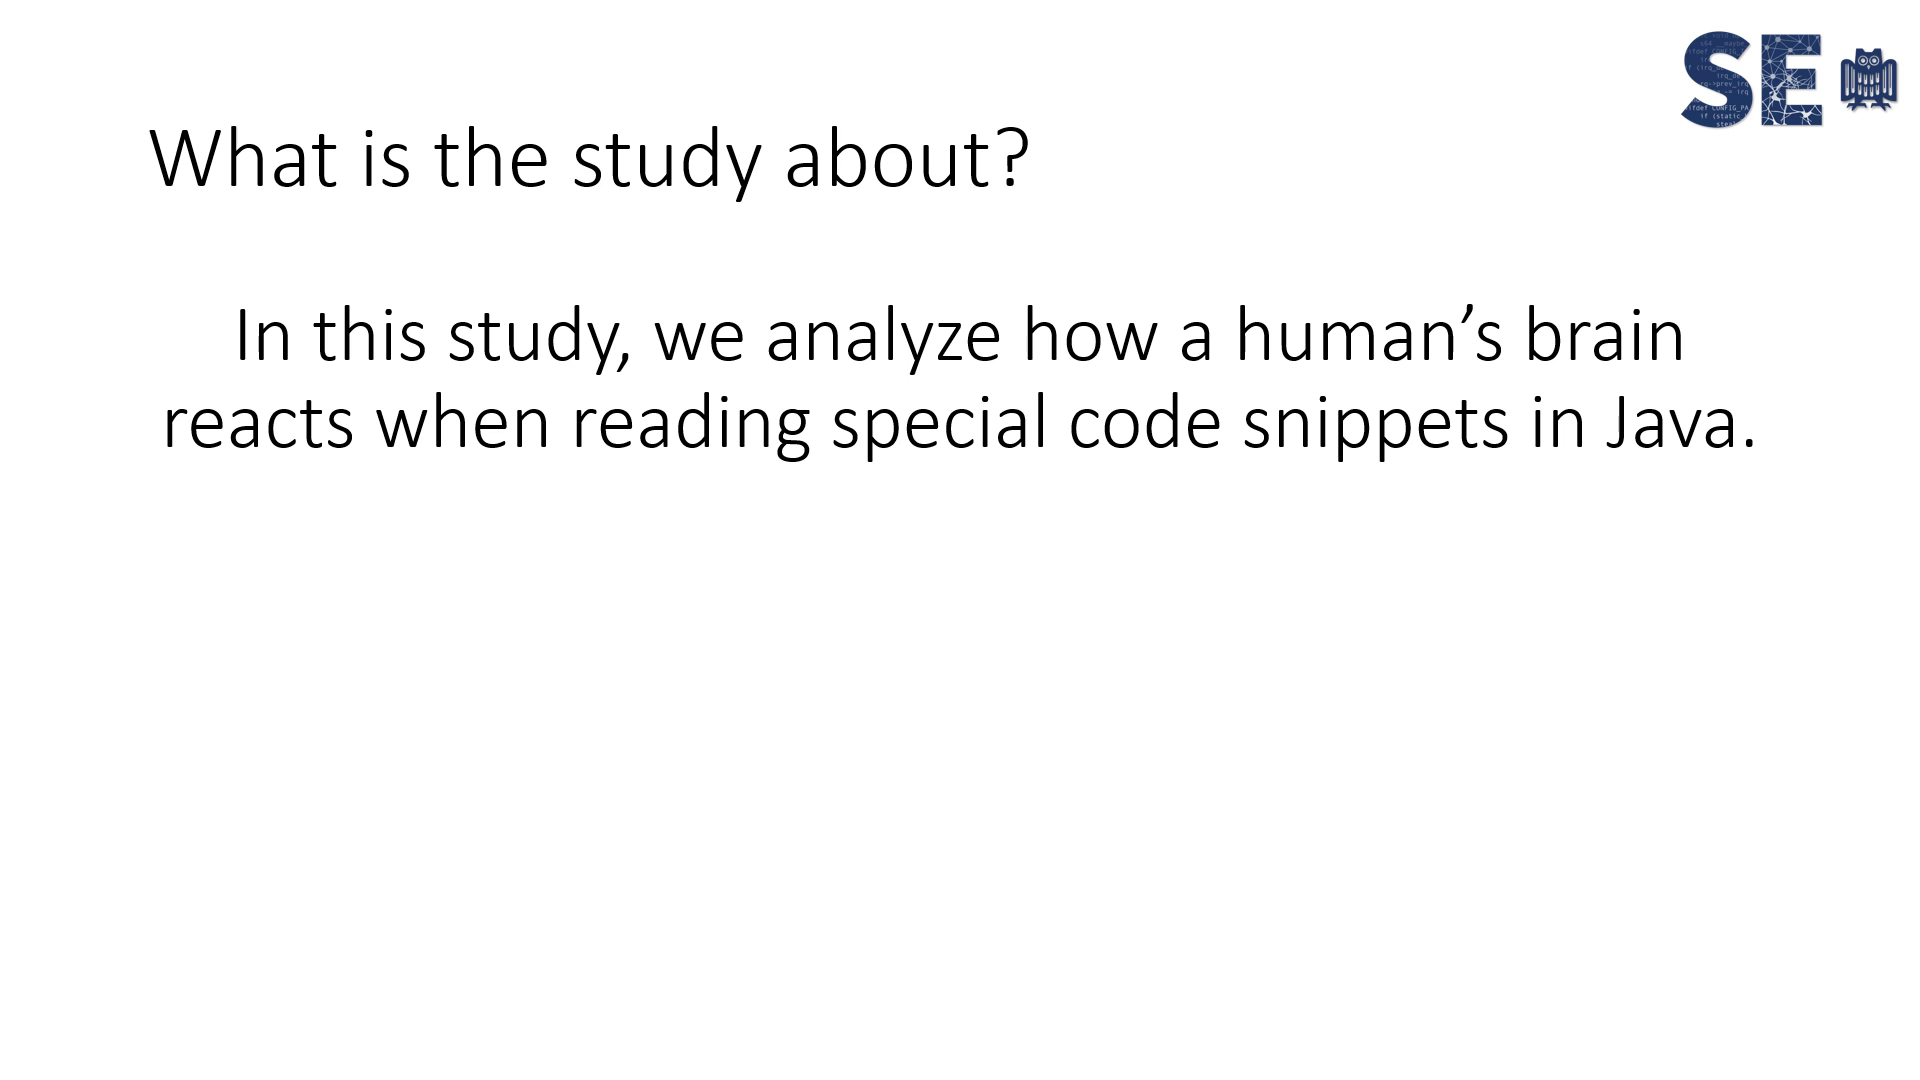 SE
What is the study about?
In this study, we analyze how a human’s brain
reacts when reading special code snippets in Java.